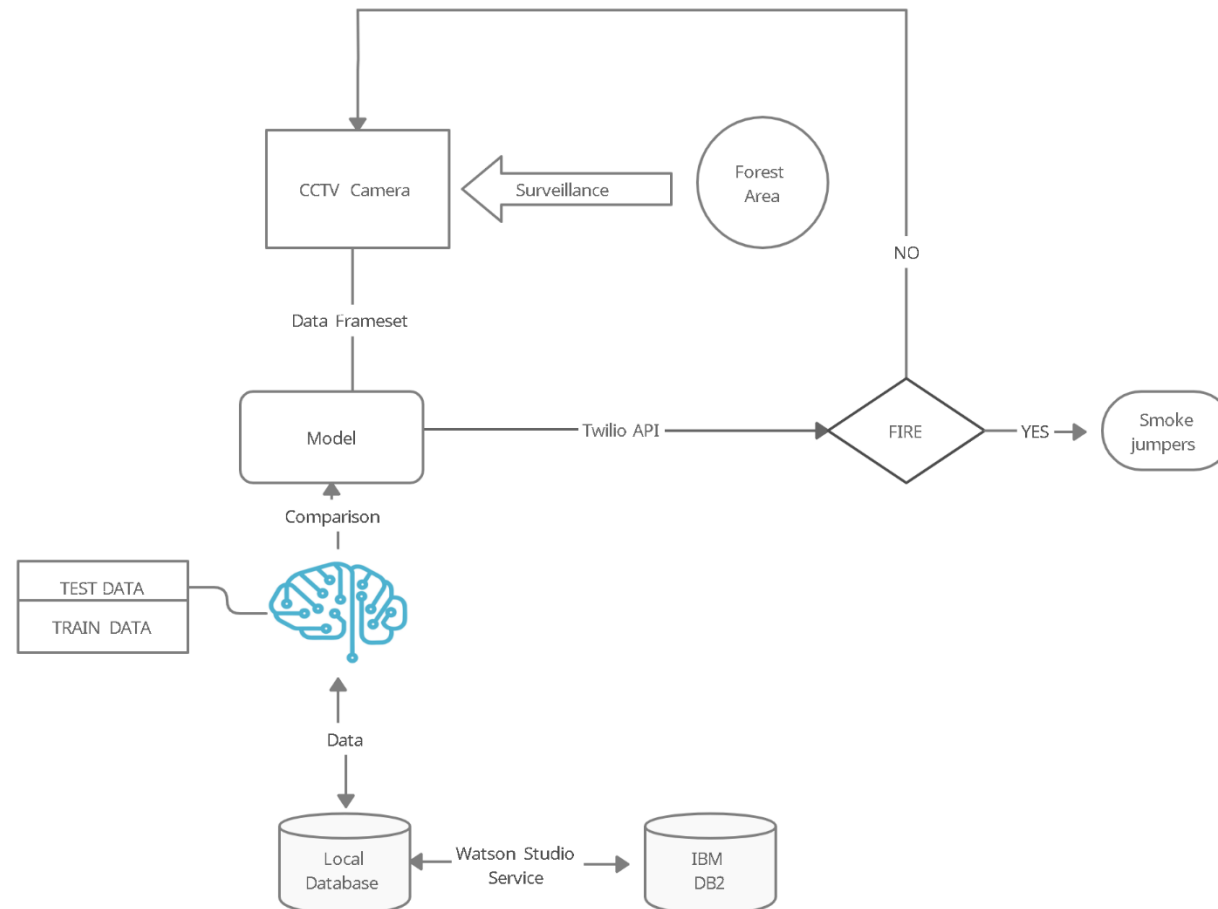 CCTV Camera
Surveillance
Forest
Area
NO
Data Frameset
Model
Twilio API
FIRE
YES
Smoke
jumpers
Comparison
TEST DATA
TRAIN DATA
Data
Local
Database
Watson Studio
Service
IBM
DB2